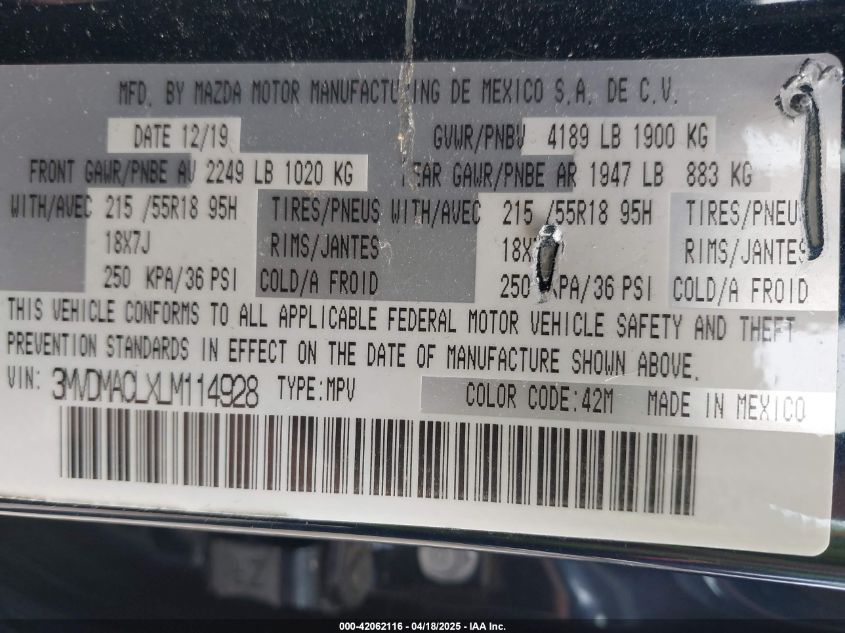 MFD. BY MAZDA MOTOR MANUFACTURING DE MEXICO S.A. DE C.V.
DATE 12/19 GVWR/PNBV 4189 LB 1900 KG
FRONT GAWR/PNBE AV 2249 LB 1020 KG REAR GAWR/PNBE AR 1947 LB 883 KG
WITH/AVEC 215 /55R18 95H TIRES/PNEUS WITH/AVEC 215 /55R18 95H TIRES/PNEUS
18X7J RIMS/JANTES RIMS/JANTES
250 KPA/36 PSI COLD/A FROID 250 KPA/36 PSI COLD/A FROID
THIS VEHICLE CONFORMS TO ALL APPLICABLE FEDERAL MOTOR VEHICLE SAFETY AND THEFT
PREVENTION STANDARDS IN EFFECT ON THE DATE OF MANUFACTURE SHOWN ABOVE.
VIN: 3MVDMACLXLM114928 TYPE:MPV COLOR CODE:42M MADE IN MEXICO
000-42062116 - 04/18/2025 - IAA Inc.